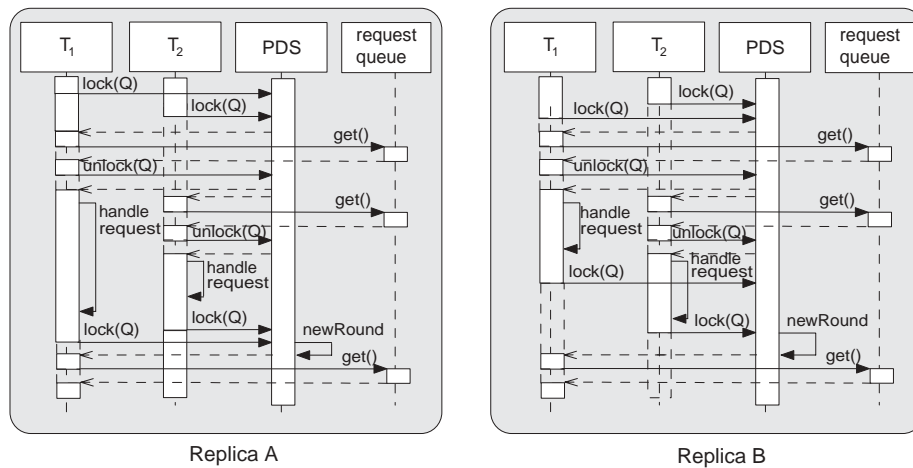 T1
T2
PDS
request
queue
lock(Q)
lock(Q)
get()
unlock(Q)
get()
handle
request
unlock(Q)
handle
request
lock(Q)
lock(Q)
newRound
get()
Replica A
T1
T2
PDS
request
queue
lock(Q)
lock(Q)
get()
unlock(Q)
get()
handle
request
unlock(Q)
handle
request
lock(Q)
lock(Q)
newRound
get()
Replica B